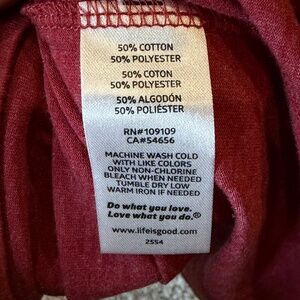 50% COTTON
50% POLYESTER
50% COTON
50% POLYESTER
50% ALGODÓN
50% POLIÉSTER
RN#109109
CA#54656
MACHINE WASH COLD
WITH LIKE COLORS
ONLY NON-CHLORINE
BLEACH WHEN NEEDED
TUMBLE DRY LOW
WARM IRON IF NEEDED
Do what you love.
Love what you do.®
www.lifeisgood.com
2554